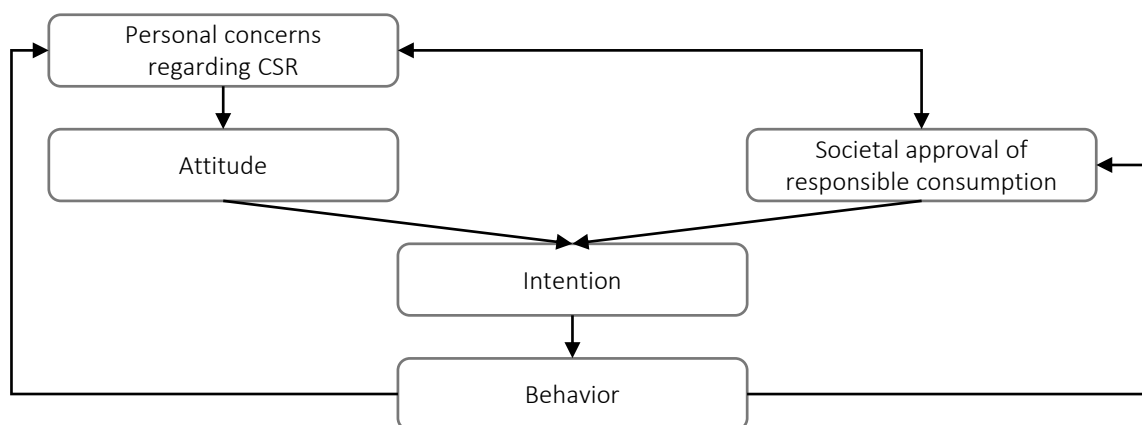 Personal concerns
regarding CSR
Attitude
Societal approval of
responsible consumption
Intention
Behavior